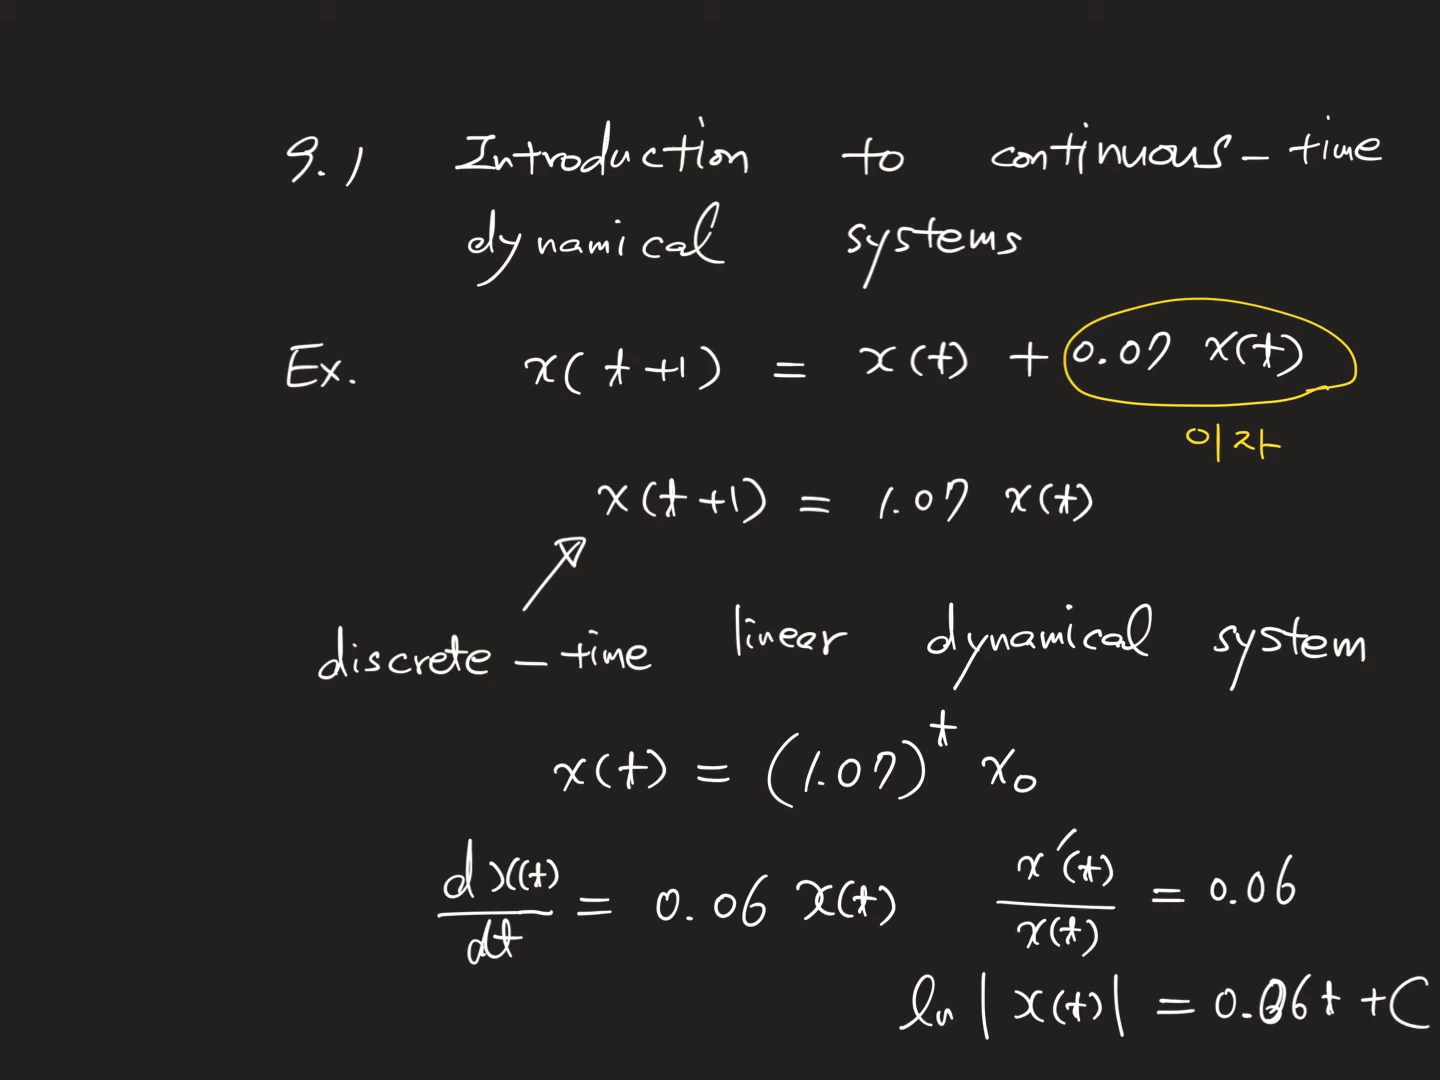 9.1 Introduction to continuous-time
dynamical systems
Ex. x(t+1) = x(t) + 0.07 x(t)
이자
x(t+1) = 1.07 x(t)
discrete-time linear dynamical system
x(t) = (1.07)^t x₀
dx(t)/dt = 0.06 x(t) x′(t)/x(t) = 0.06
ln |x(t)| = 0.06t + C